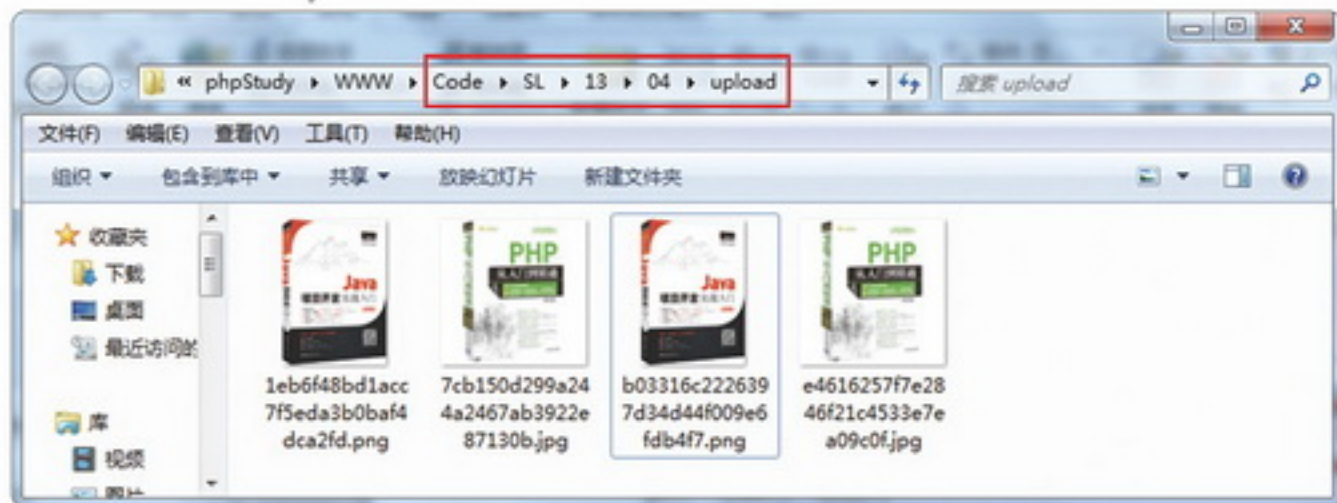 « phpStudy ▸ WWW ▸ Code ▸ SL ▸ 13 ▸ 04 ▸ upload
搜索 upload
文件(F) 编辑(E) 查看(V) 工具(T) 帮助(H)
组织 包含到库中 共享 放映幻灯片 新建文件夹
收藏夹
下载
桌面
最近访问的
库
视频
图片
Java
PHP
Java
PHP
1eb6f48bd1acc
7f5eda3b0baf4
dca2fd.png
7cb150d299a24
4a2467ab3922e
87130b.jpg
b03316c222639
7d34d44f009e6
fdb4f7.png
e4616257f7e28
46f21c4533e7e
a09c0f.jpg